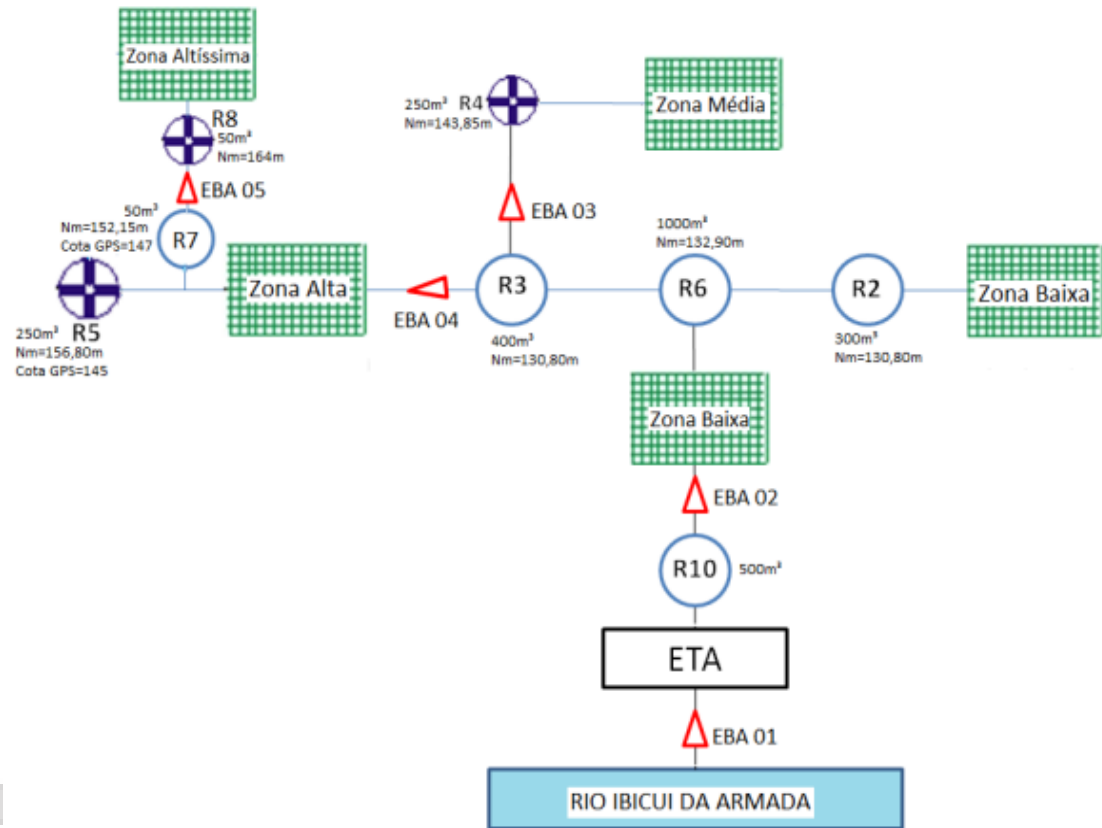 Zona Altíssima
R8
50m³
Nm=164m
EBA 05
50m³
Nm=152,15m
Cota GPS=147
R7
250m³ R5
Nm=156,80m
Cota GPS=145
Zona Alta
EBA 04
250m³ R4
Nm=143,85m
Zona Média
EBA 03
R3
400m³
Nm=130,80m
1000m³
Nm=132,90m
R6
R2
300m³
Nm=130,80m
Zona Baixa
Zona Baixa
EBA 02
R10
500m³
ETA
EBA 01
RIO IBICUI DA ARMADA